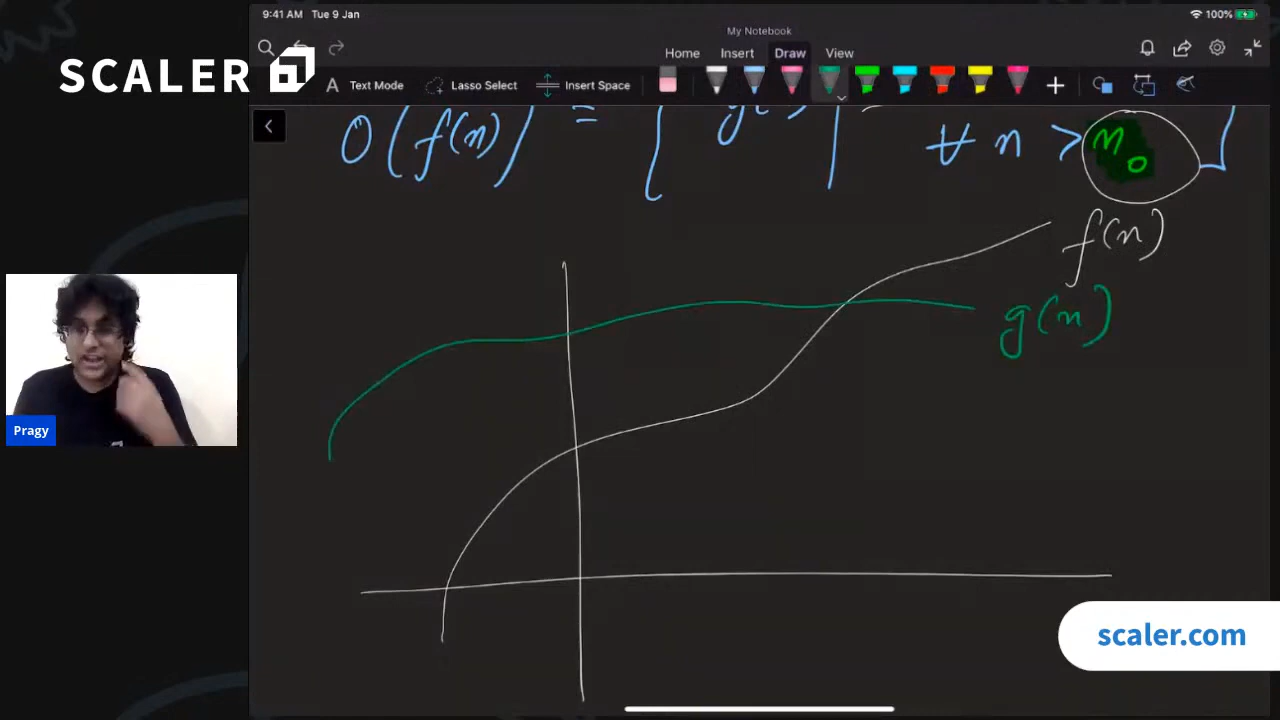 9:41 AM Tue 9 Jan
100%
My Notebook
SCALER
Home Insert Draw View
A Text Mode Lasso Select Insert Space
O(f(n)) = { g( ) | ∀ n > n₀ }
f(n)
g(n)
Pragy
scaler.com